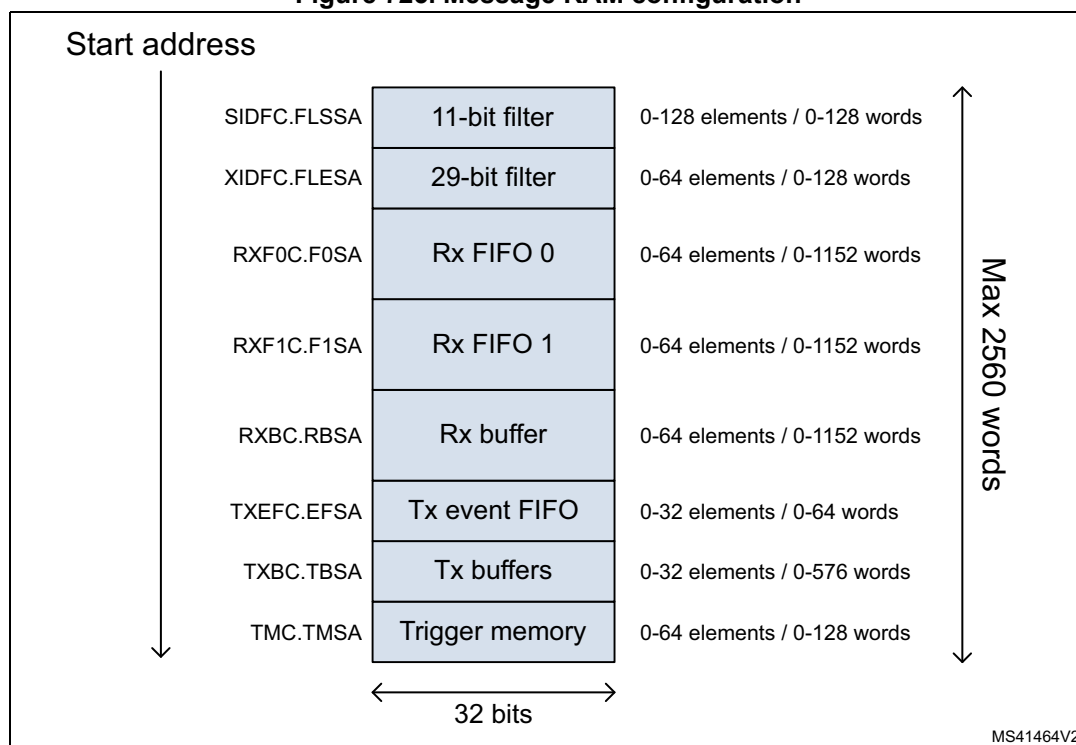 Start address
SIDFC.FLSSA 11-bit filter 0-128 elements / 0-128 words
XIDFC.FLESA 29-bit filter 0-64 elements / 0-128 words
RXF0C.F0SA Rx FIFO 0 0-64 elements / 0-1152 words
RXF1C.F1SA Rx FIFO 1 0-64 elements / 0-1152 words
RXBC.RBSA Rx buffer 0-64 elements / 0-1152 words
TXEFC.EFSA Tx event FIFO 0-32 elements / 0-64 words
TXBC.TBSA Tx buffers 0-32 elements / 0-576 words
TMC.TMSA Trigger memory 0-64 elements / 0-128 words
Max 2560 words
32 bits
MS41464V2